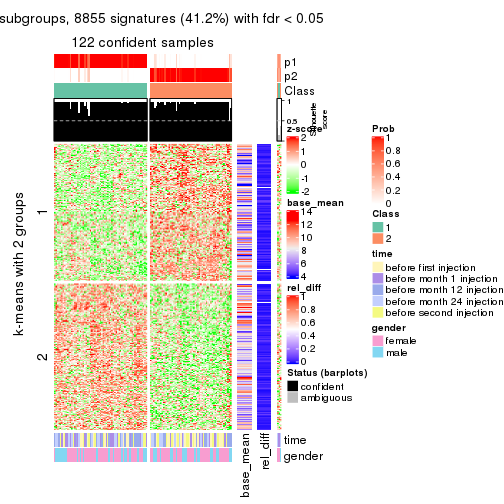 subgroups, 8855 signatures (41.2%) with fdr < 0.05
122 confident samples
p1
p2
Class
1
0.5
Silhouette score
k-means with 2 groups
1
2
z-score
2
1
0
-1
-2
base_mean
14
12
10
8
6
4
rel_diff
1
0.8
0.6
0.4
0.2
0
Status (barplots)
confident
ambiguous
Prob
1
0.8
0.6
0.4
0.2
0
Class
1
2
time
before first injection
before month 1 injection
before month 12 injection
before month 24 injection
before second injection
gender
female
male
time
gender
base_mean
rel_diff